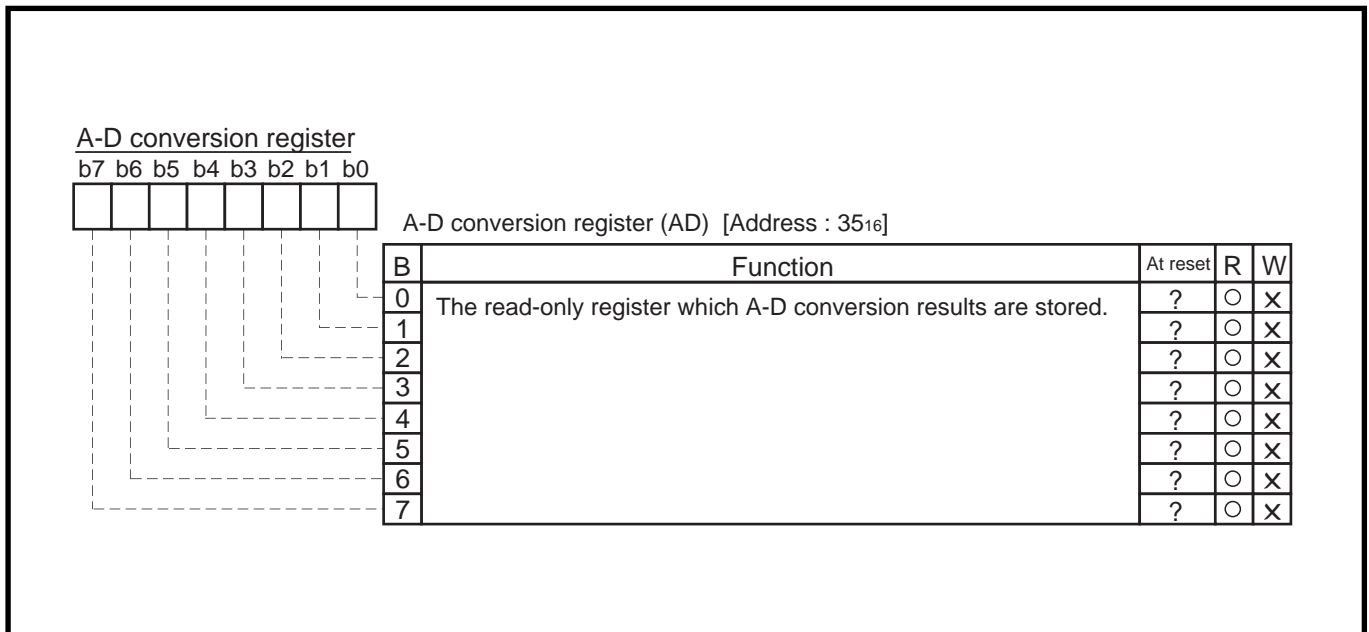 A-D conversion register
b7 b6 b5 b4 b3 b2 b1 b0
A-D conversion register (AD) [Address : 35₁₆]
B Function At reset R W
0 The read-only register which A-D conversion results are stored. ? ○ ×
1 ? ○ ×
2 ? ○ ×
3 ? ○ ×
4 ? ○ ×
5 ? ○ ×
6 ? ○ ×
7 ? ○ ×